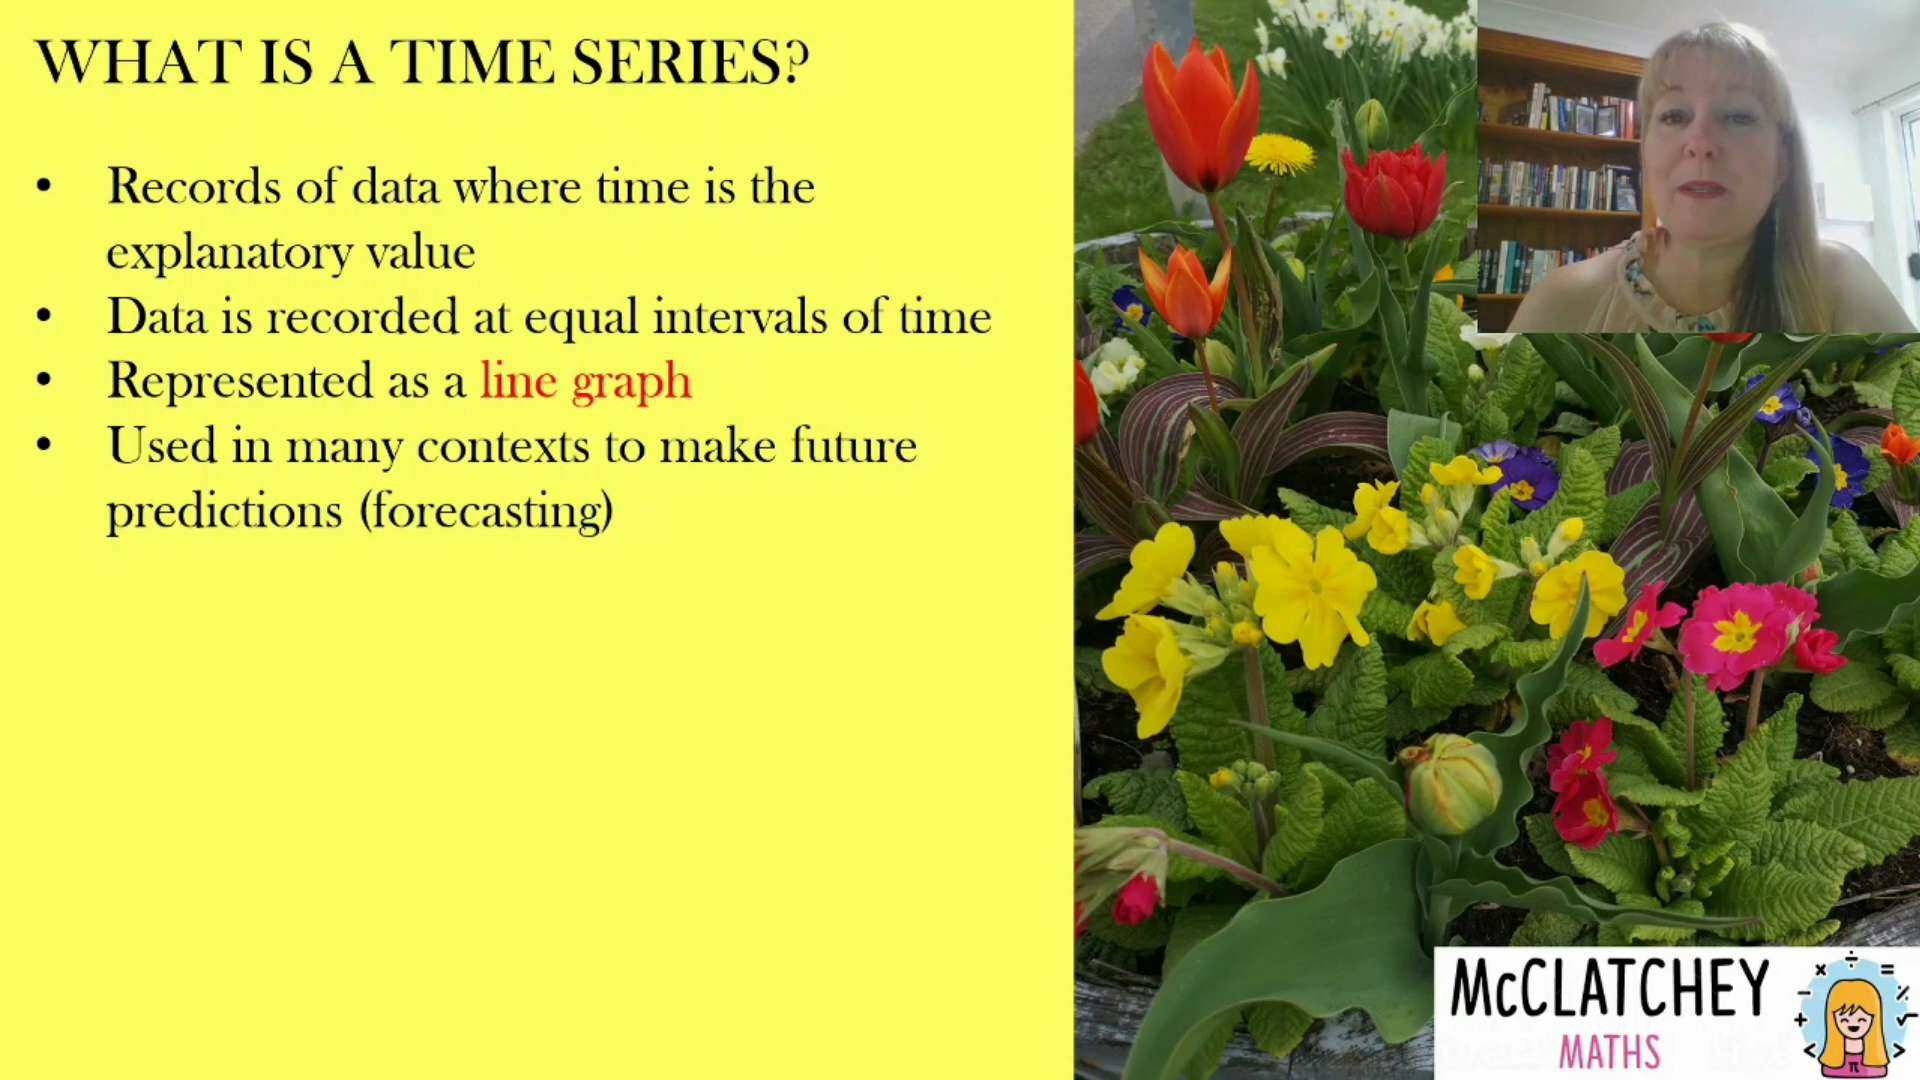 WHAT IS A TIME SERIES?
• Records of data where time is the
explanatory value
• Data is recorded at equal intervals of time
• Represented as a line graph
• Used in many contexts to make future
predictions (forecasting)
McCLATCHEY
MATHS
× ÷ =
- %
+ √
< π >